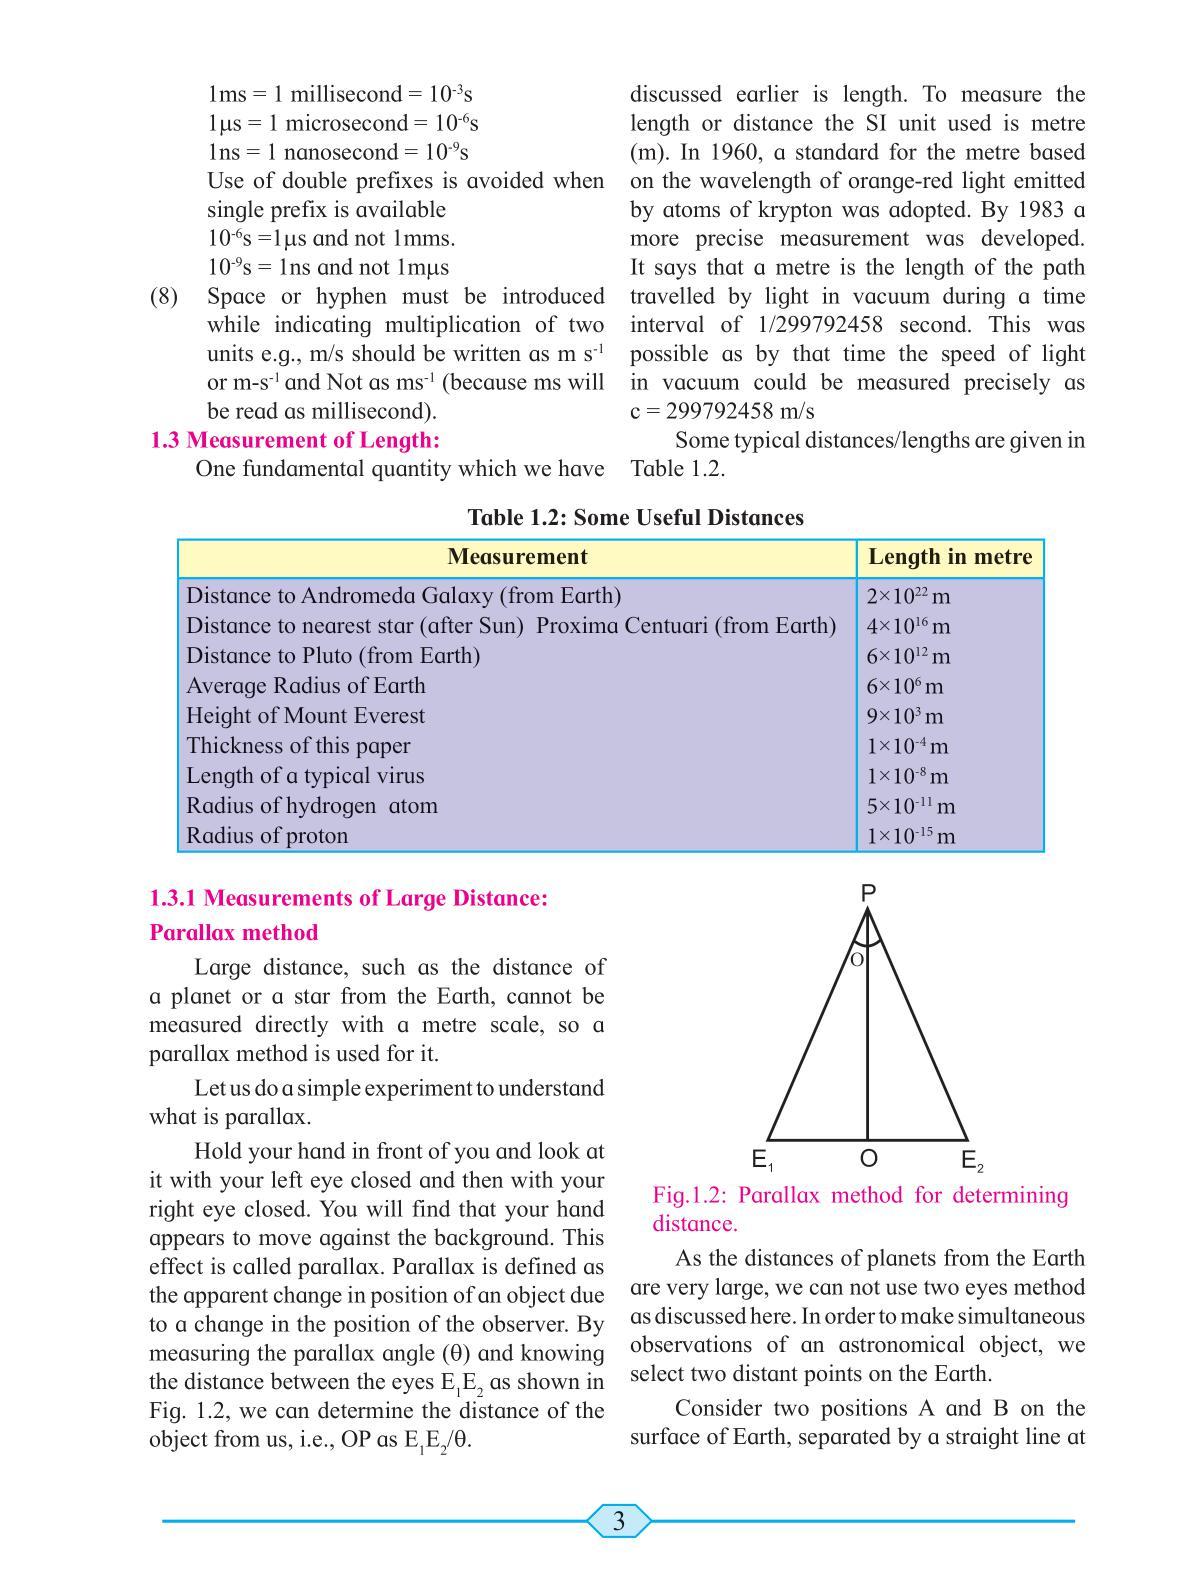 1ms = 1 millisecond = 10⁻³s
1μs = 1 microsecond = 10⁻⁶s
1ns = 1 nanosecond = 10⁻⁹s
Use of double prefixes is avoided when
single prefix is available
10⁻⁶s =1μs and not 1mms.
10⁻⁹s = 1ns and not 1mμs
(8) Space or hyphen must be introduced
while indicating multiplication of two
units e.g., m/s should be written as m s⁻¹
or m-s⁻¹ and Not as ms⁻¹ (because ms will
be read as millisecond).
1.3 Measurement of Length:
One fundamental quantity which we have
discussed earlier is length. To measure the
length or distance the SI unit used is metre
(m). In 1960, a standard for the metre based
on the wavelength of orange-red light emitted
by atoms of krypton was adopted. By 1983 a
more precise measurement was developed.
It says that a metre is the length of the path
travelled by light in vacuum during a time
interval of 1/299792458 second. This was
possible as by that time the speed of light
in vacuum could be measured precisely as
c = 299792458 m/s
Some typical distances/lengths are given in
Table 1.2.
Table 1.2: Some Useful Distances
Measurement Length in metre
Distance to Andromeda Galaxy (from Earth) 2×10²² m
Distance to nearest star (after Sun) Proxima Centuari (from Earth) 4×10¹⁶ m
Distance to Pluto (from Earth) 6×10¹² m
Average Radius of Earth 6×10⁶ m
Height of Mount Everest 9×10³ m
Thickness of this paper 1×10⁻⁴ m
Length of a typical virus 1×10⁻⁸ m
Radius of hydrogen atom 5×10⁻¹¹ m
Radius of proton 1×10⁻¹⁵ m
1.3.1 Measurements of Large Distance:
Parallax method
Large distance, such as the distance of
a planet or a star from the Earth, cannot be
measured directly with a metre scale, so a
parallax method is used for it.
Let us do a simple experiment to understand
what is parallax.
Hold your hand in front of you and look at
it with your left eye closed and then with your
right eye closed. You will find that your hand
appears to move against the background. This
effect is called parallax. Parallax is defined as
the apparent change in position of an object due
to a change in the position of the observer. By
measuring the parallax angle (θ) and knowing
the distance between the eyes E₁E₂ as shown in
Fig. 1.2, we can determine the distance of the
object from us, i.e., OP as E₁E₂/θ.
P
O
E₁ O E₂
Fig.1.2: Parallax method for determining
distance.
As the distances of planets from the Earth
are very large, we can not use two eyes method
as discussed here. In order to make simultaneous
observations of an astronomical object, we
select two distant points on the Earth.
Consider two positions A and B on the
surface of Earth, separated by a straight line at
3